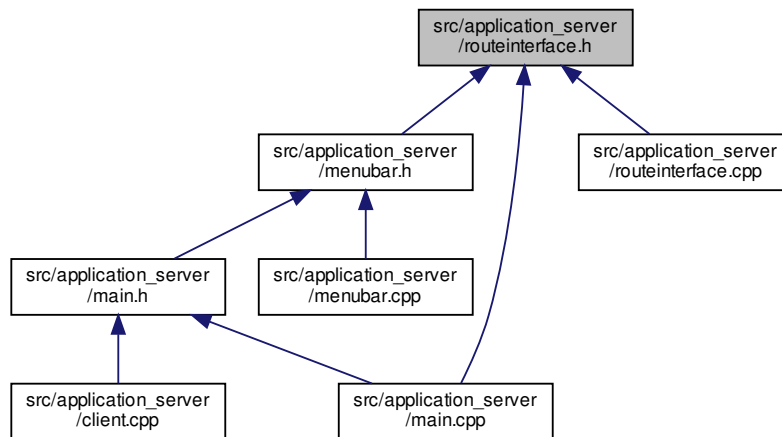 src/application_server
/routeinterface.h
src/application_server
/menubar.h
src/application_server
/routeinterface.cpp
src/application_server
/main.h
src/application_server
/menubar.cpp
src/application_server
/client.cpp
src/application_server
/main.cpp